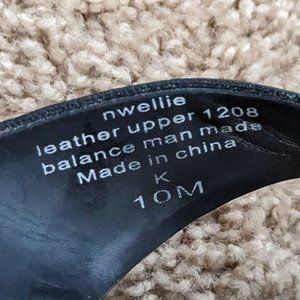 nwellie
leather upper 1208
balance man made
Made in china
K
10M